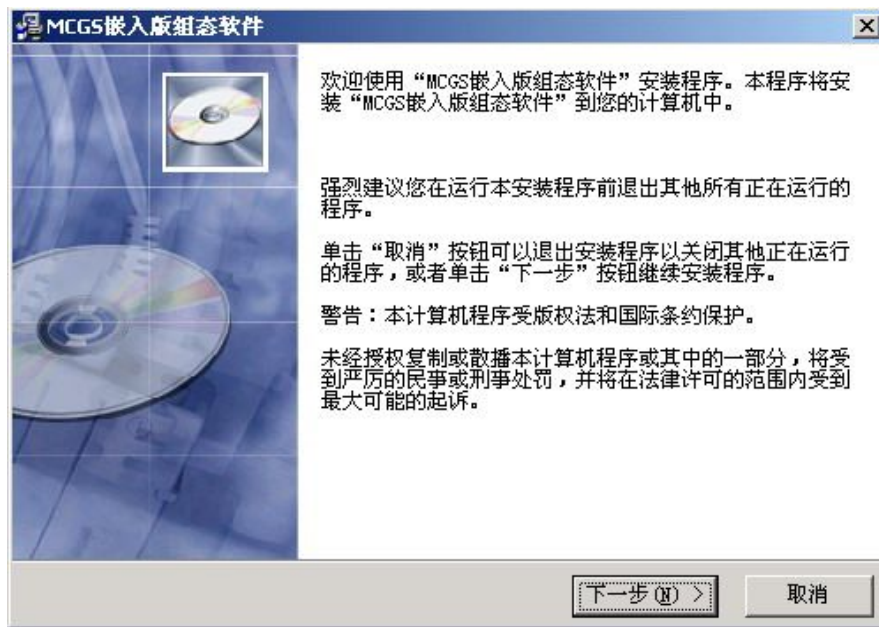 MCGS嵌入版组态软件
欢迎使用“MCGS嵌入版组态软件”安装程序。本程序将安
装“MCGS嵌入版组态软件”到您的计算机中。
强烈建议您在运行本安装程序前退出其他所有正在运行的
程序。
单击“取消”按钮可以退出安装程序以关闭其他正在运行
的程序，或者单击“下一步”按钮继续安装程序。
警告：本计算机程序受版权法和国际条约保护。
未经授权复制或散播本计算机程序或其中的一部分，将受
到严厉的民事或刑事处罚，并将在法律许可的范围内受到
最大可能的起诉。
下一步(N) >
取消